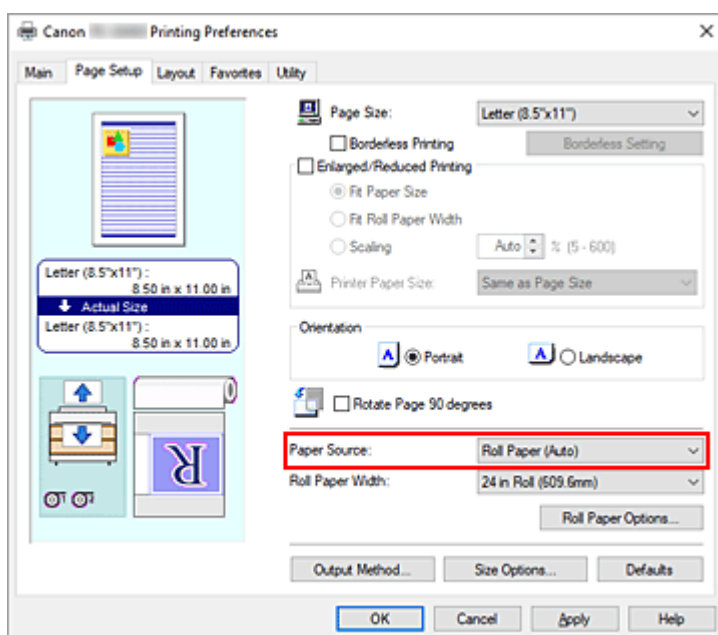 Canon Printing Preferences
Main Page Setup Layout Favorites Utility
Page Size: Letter (8.5"x11")
Borderless Printing Borderless Setting
Enlarged/Reduced Printing
Fit Paper Size
Fit Roll Paper Width
Scaling Auto % (5 - 600)
Printer Paper Size: Same as Page Size
Letter (8.5"x11") :
8.50 in x 11.00 in
Actual Size
Letter (8.5"x11") :
8.50 in x 11.00 in
Orientation
A Portrait A Landscape
Rotate Page 90 degrees
Paper Source: Roll Paper (Auto)
Roll Paper Width: 24 in Roll (609.6mm)
R
Roll Paper Options...
Output Method... Size Options... Defaults
OK Cancel Apply Help